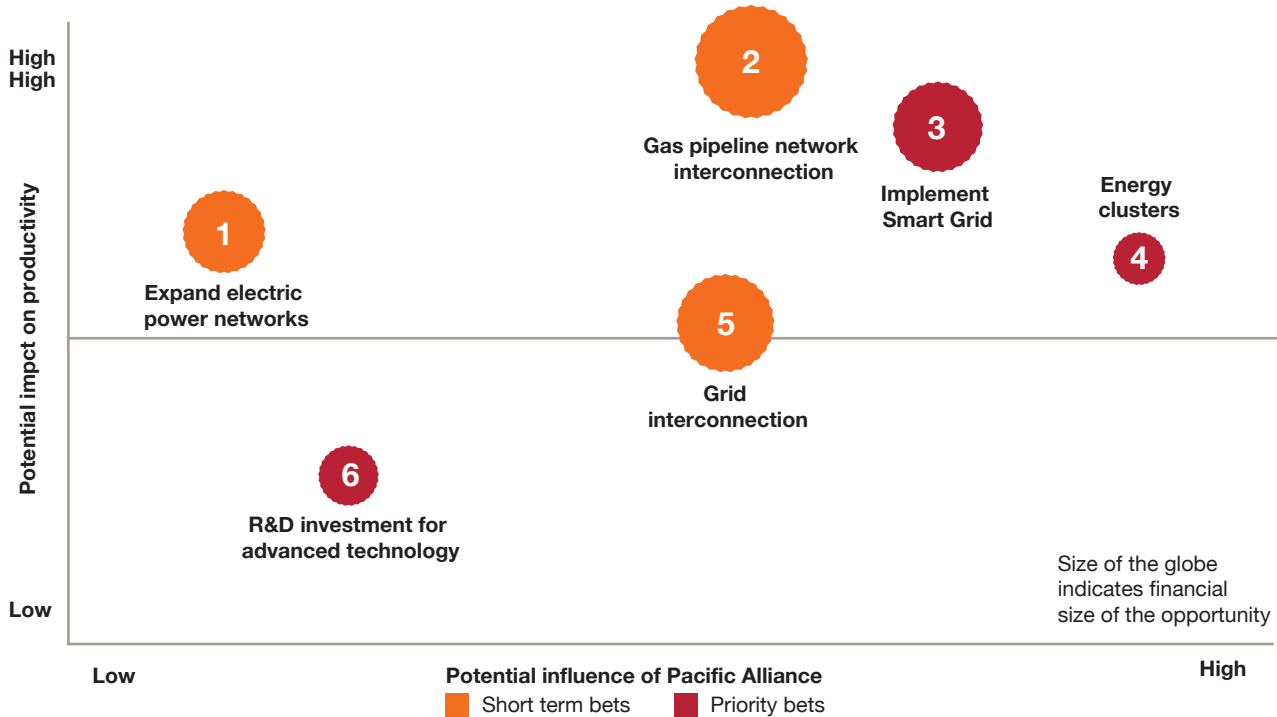 High
High
2
Gas pipeline network
interconnection
3
Implement
Smart Grid
Energy
clusters
4
1
Expand electric
power networks
5
Grid
interconnection
6
R&D investment for
advanced technology
Potential impct on productivity
Size of the globe
indicates financial
size of the opportunity
Low
Low
High
Potential influence of Pacific Alliance
Short term bets
Priority bets